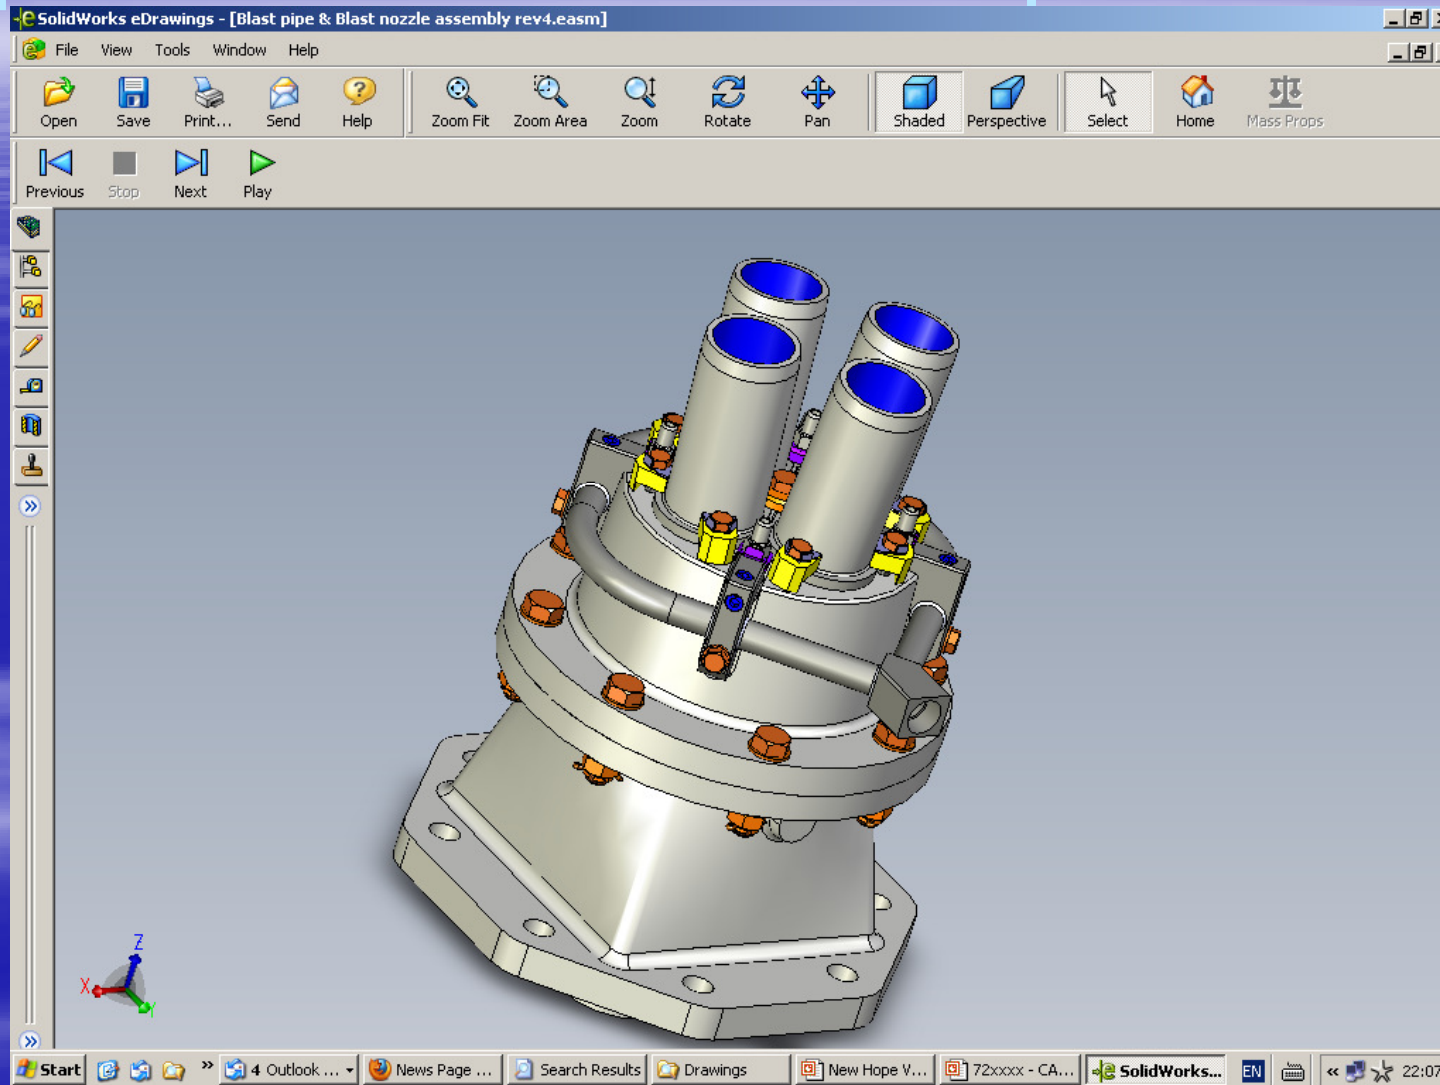 SolidWorks eDrawings - [Blast pipe & Blast nozzle assembly rev4.easm]
File View Tools Window Help
Open Save Print... Send Help Zoom Fit Zoom Area Zoom Rotate Pan Shaded Perspective Select Home Mass Props
Previous Stop Next Play
Z
X
Y
Start » 4 Outlook ... News Page ... Search Results Drawings New Hope V... 72xxxx - CA... SolidWorks... EN « 22:07